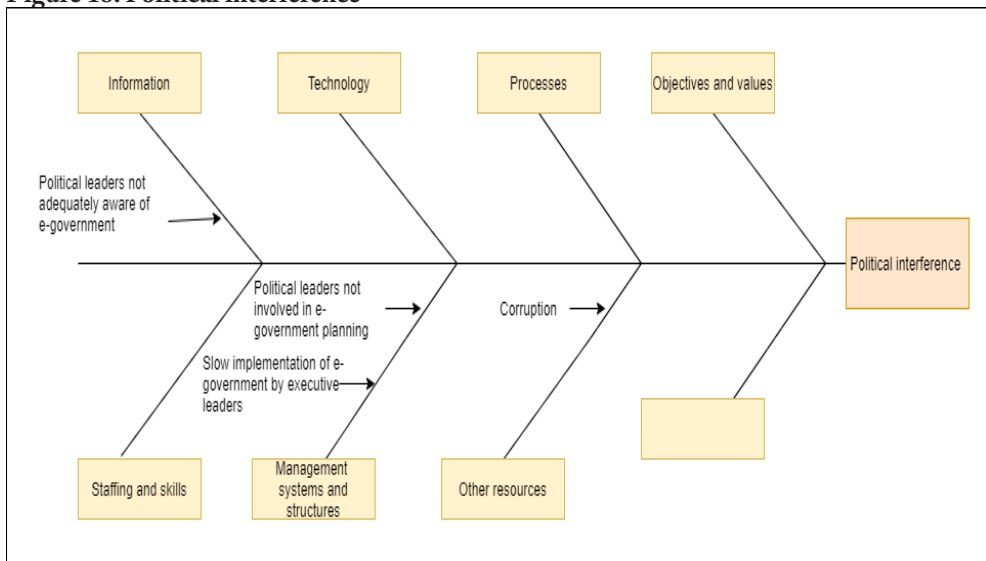 Figure 18: Political interference
Information
Technology
Processes
Objectives and values
Political leaders not
adequately aware of
e-government
Political interference
Political leaders not
involved in e-
government planning
Corruption
Slow implementation of e-
government by executive
leaders
Staffing and skills
Management
systems and
structures
Other resources